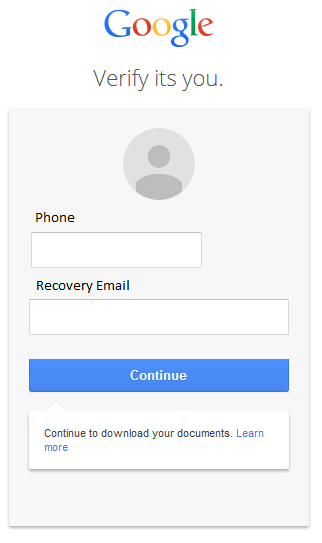 Google
Verify its you.
Phone
Recovery Email
Continue
Continue to download your documents. Learn
more